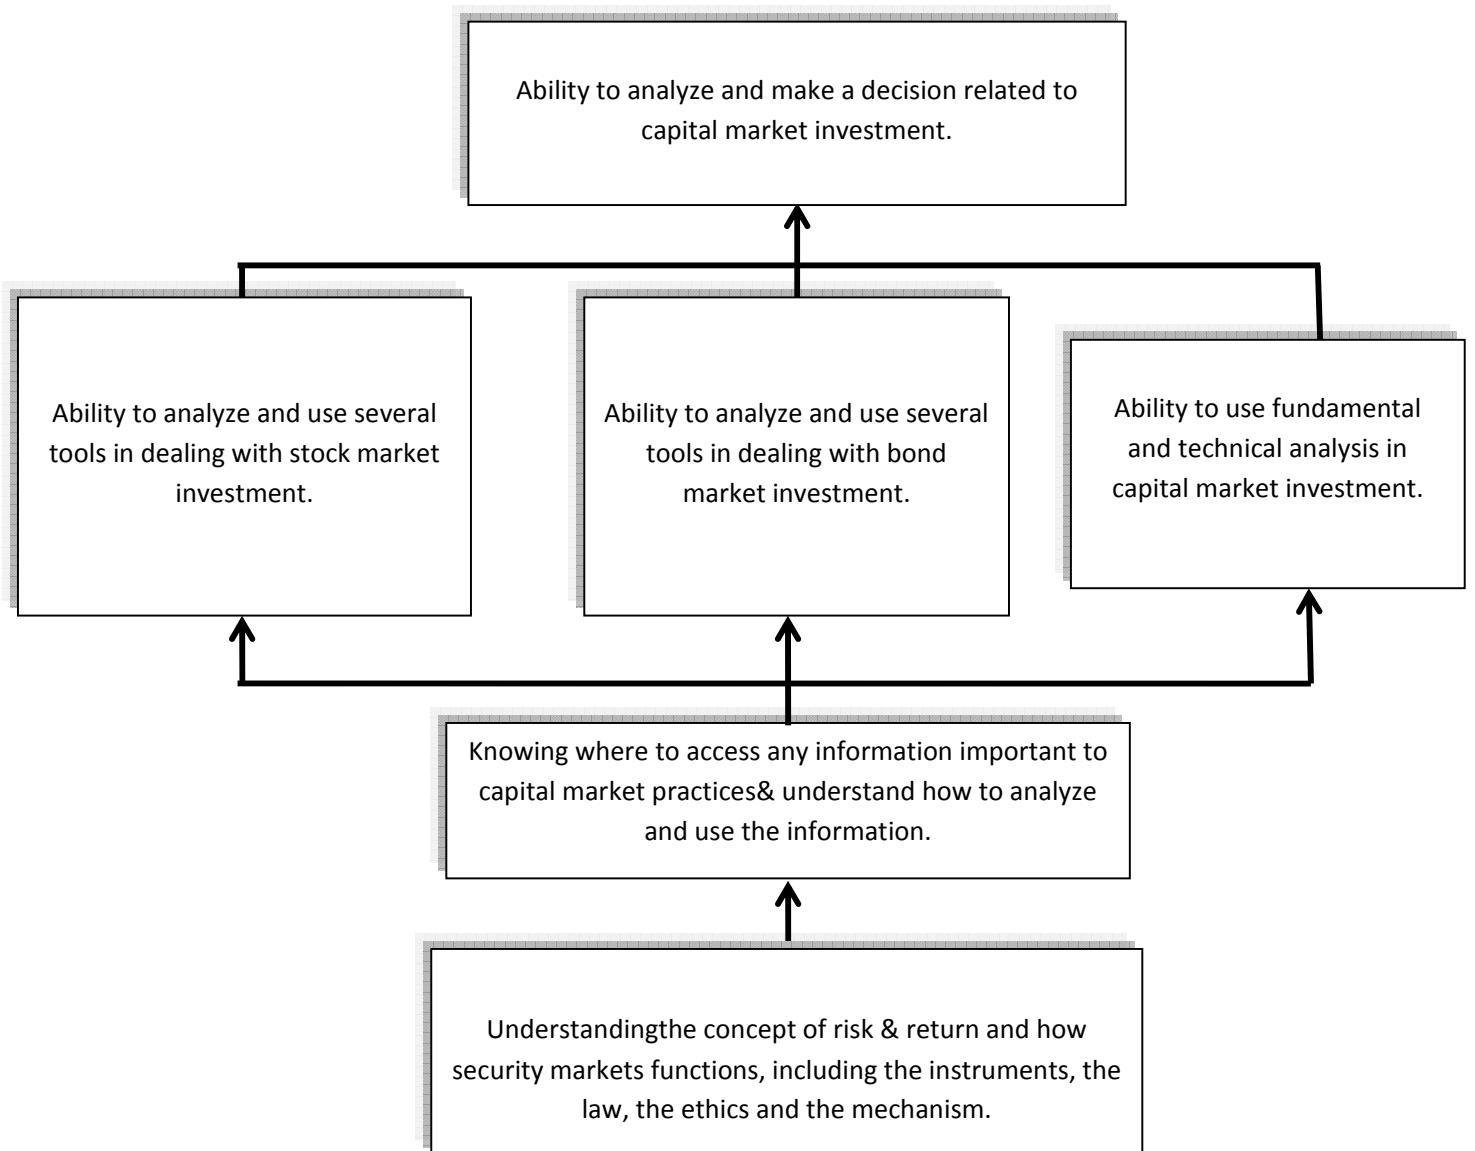 Ability to analyze and make a decision related to
capital market investment.
Ability to analyze and use several
tools in dealing with stock market
investment.
Ability to analyze and use several
tools in dealing with bond
market investment.
Ability to use fundamental
and technical analysis in
capital market investment.
Knowing where to access any information important to
capital market practices& understand how to analyze
and use the information.
Understandingthe concept of risk & return and how
security markets functions, including the instruments, the
law, the ethics and the mechanism.